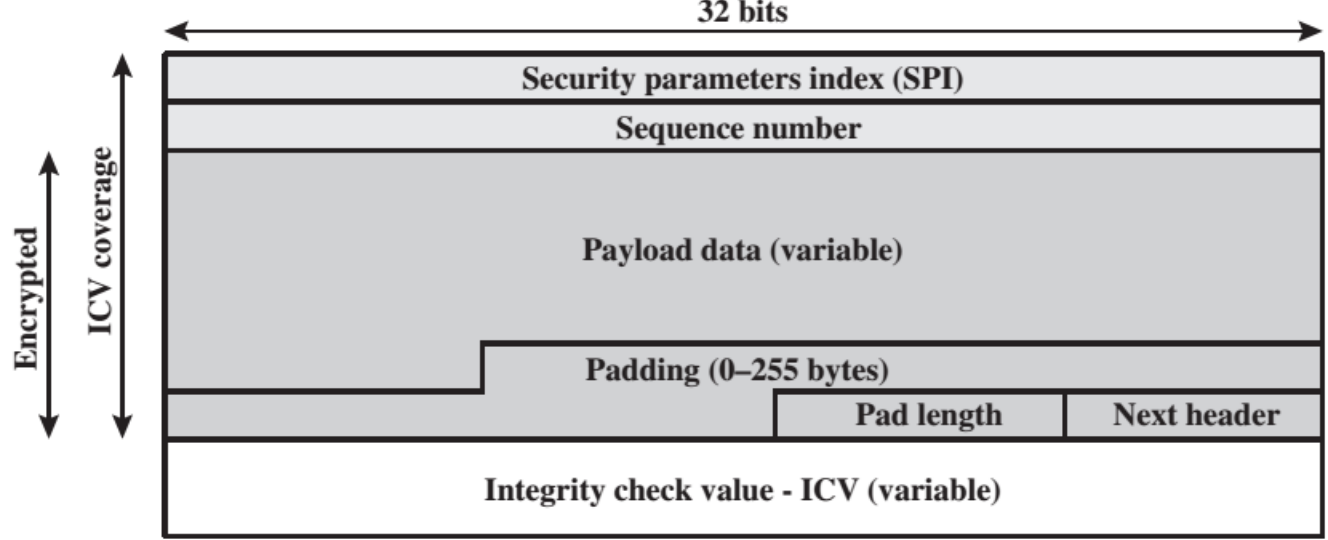 32 bits
Security parameters index (SPI)
Sequence number
Encrypted
ICV coverage
Payload data (variable)
Padding (0–255 bytes)
Pad length
Next header
Integrity check value - ICV (variable)